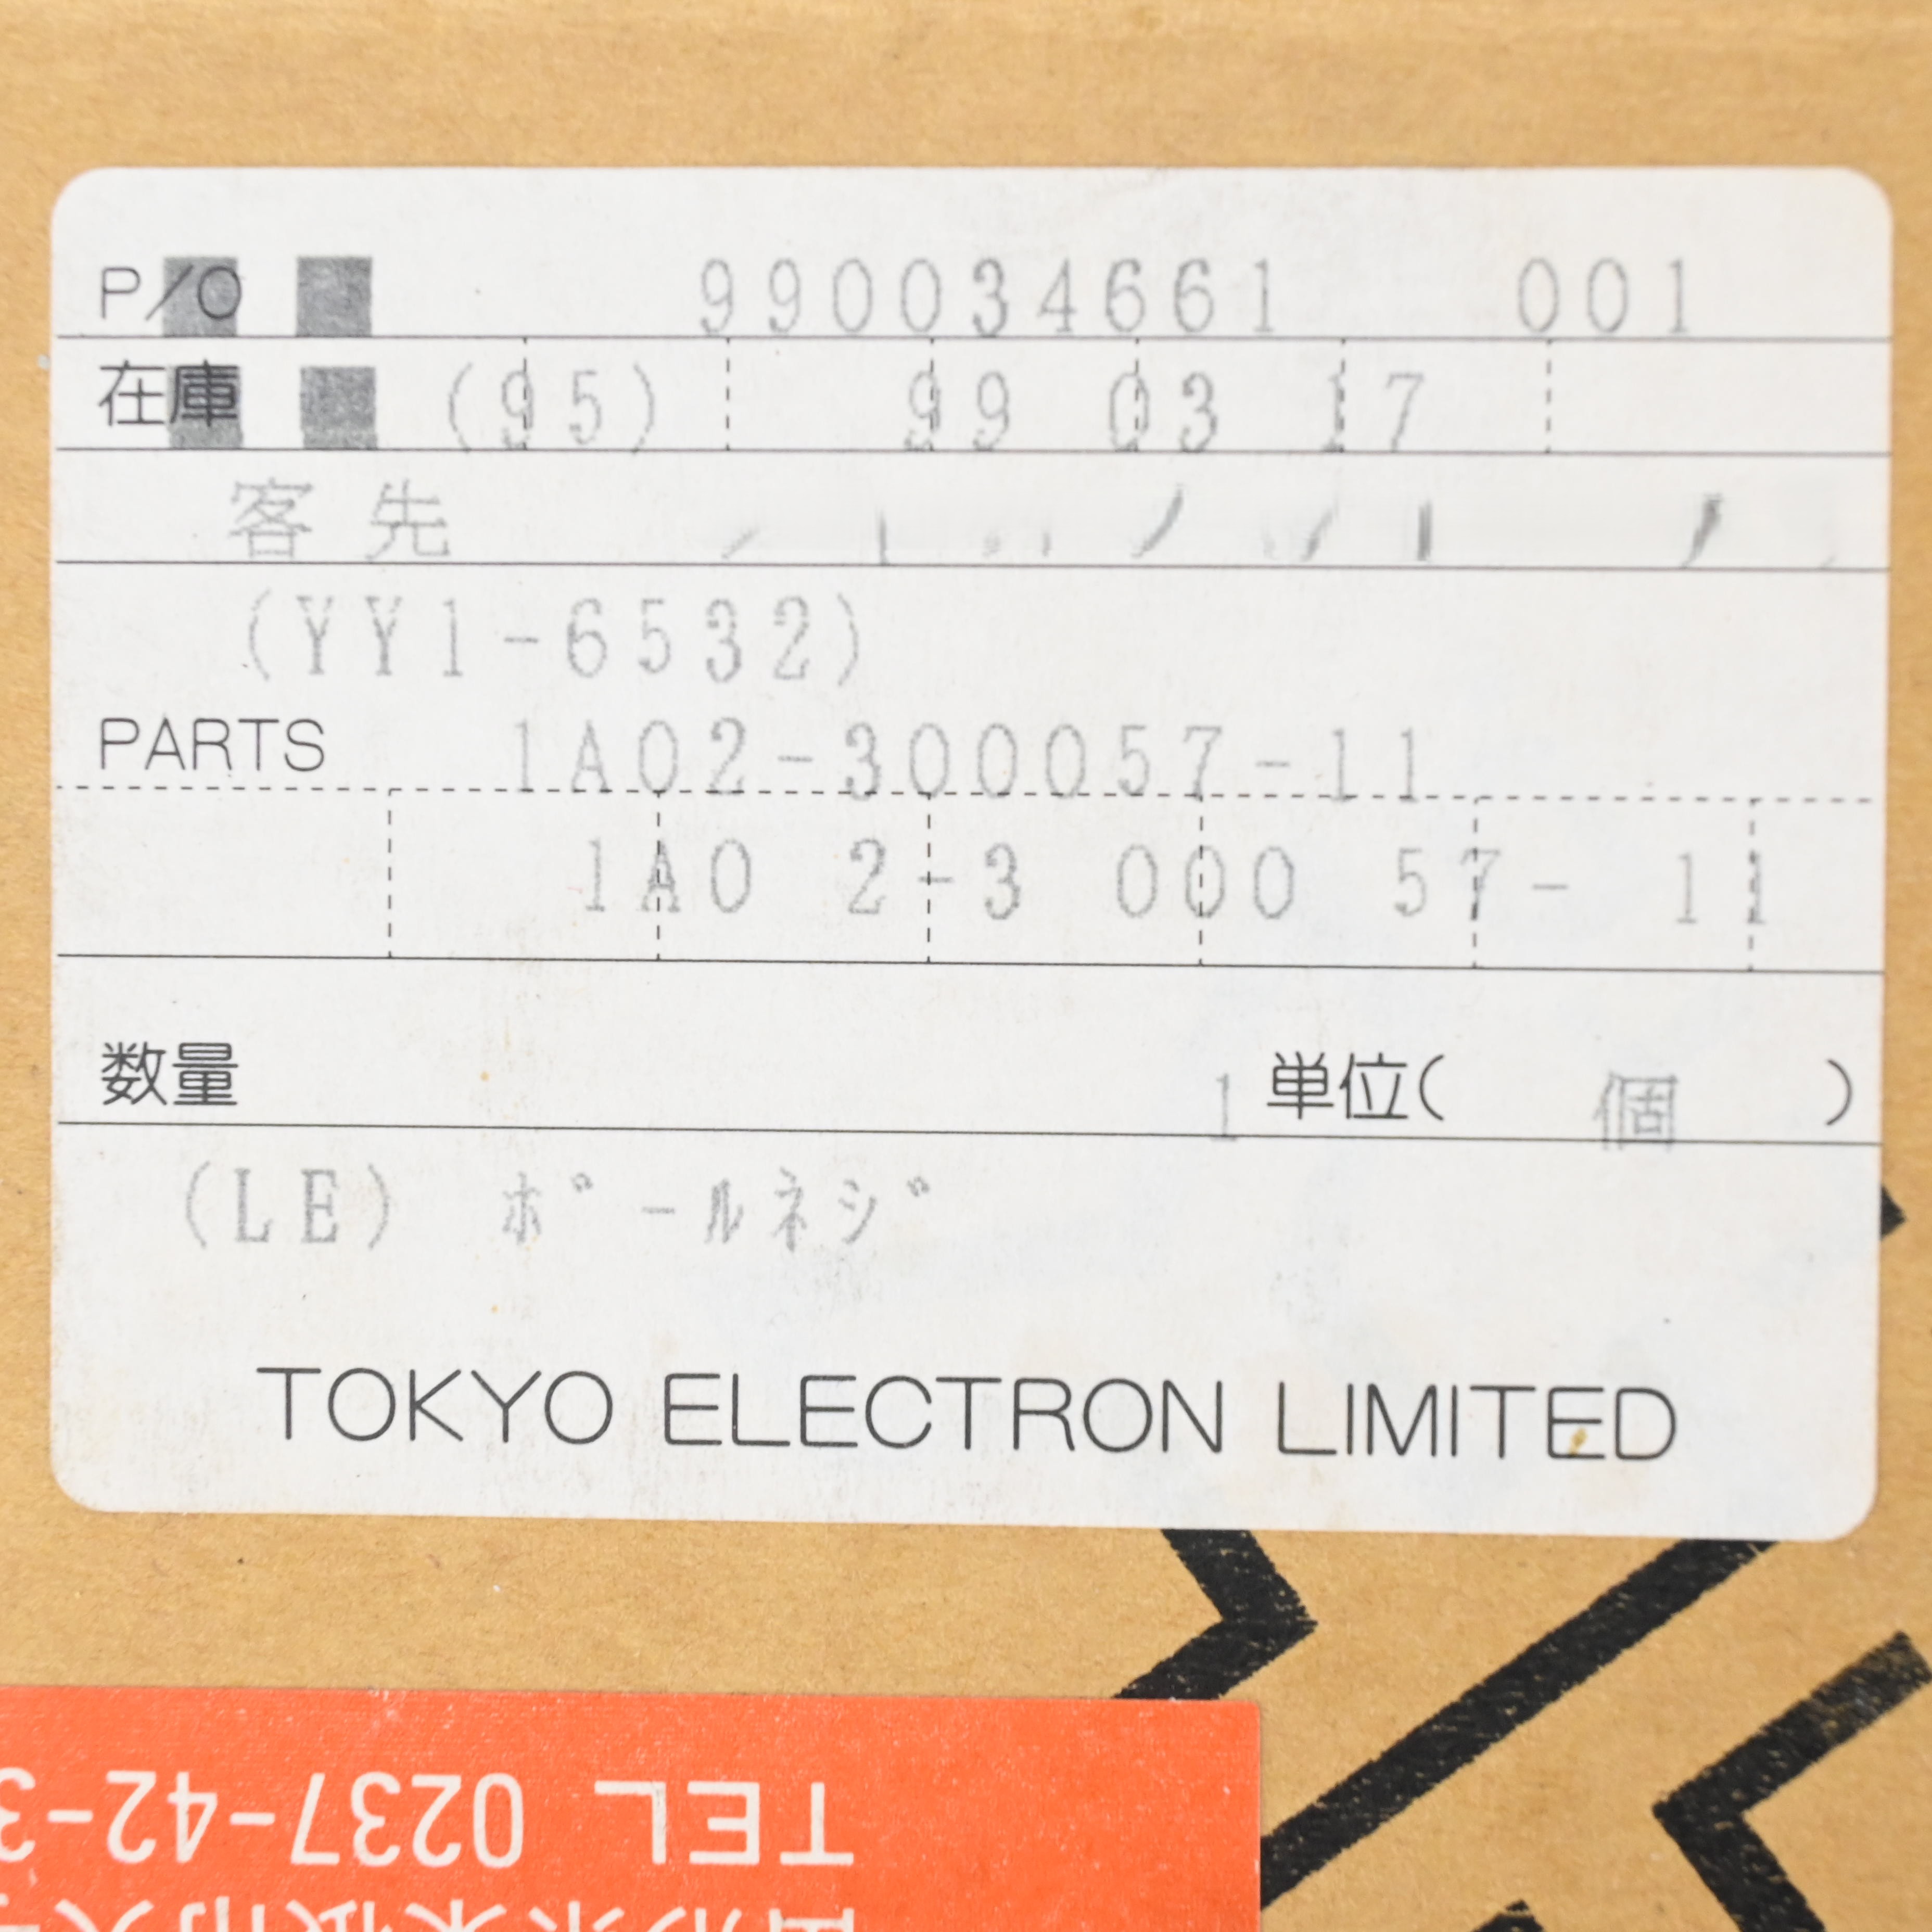 P/O 990034661 001
在庫 (95) 99 03 17
客先
(YY1-6532)
PARTS 1A02-300057-11
1A0 2-3 000 57- 11
数量 1 単位( 個 )
(LE) ボールネジ
TOKYO ELECTRON LIMITED
TEL 0237-42-3